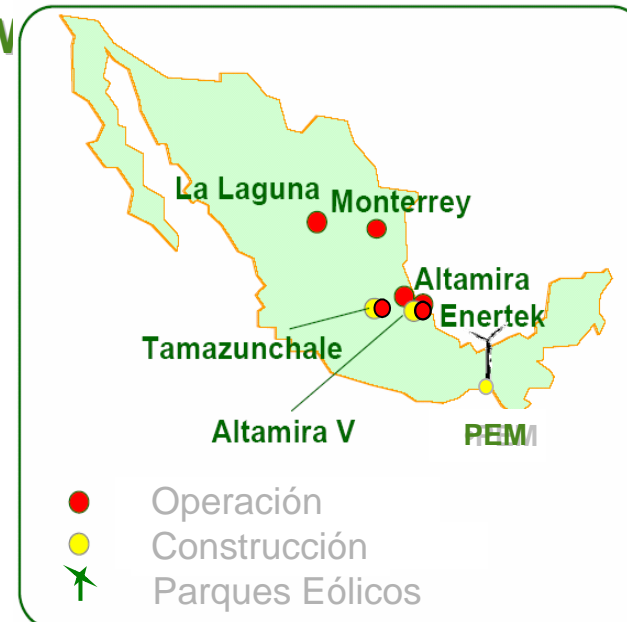 La Laguna
Monterrey
Altamira
Enertek
Tamazunchale
Altamira V
PEM
Operación
Construcción
Parques Eólicos